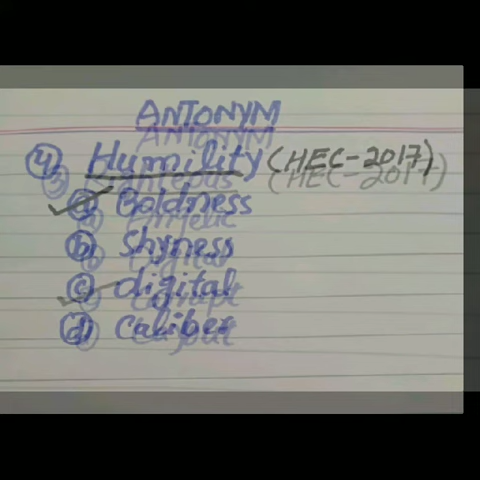 ANTONYM
(4) Humility (HEC-2017)
(a) Boldness
(b) Shyness
(c) digital
(d) Caliber